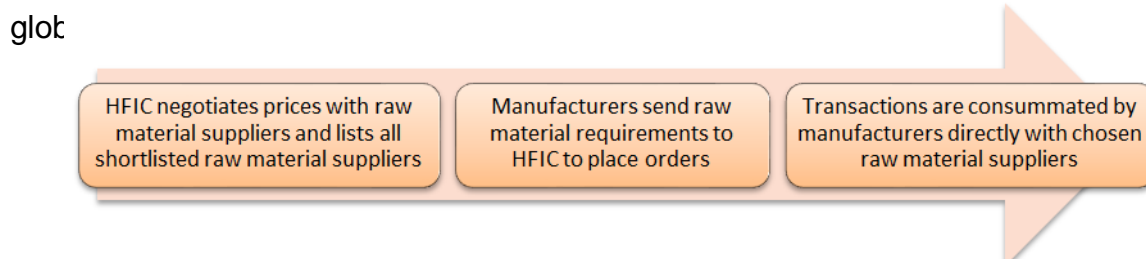 glob
HFIC negotiates prices with raw
material suppliers and lists all
shortlisted raw material suppliers
Manufacturers send raw
material requirements to
HFIC to place orders
Transactions are consummated by
manufacturers directly with chosen
raw material suppliers